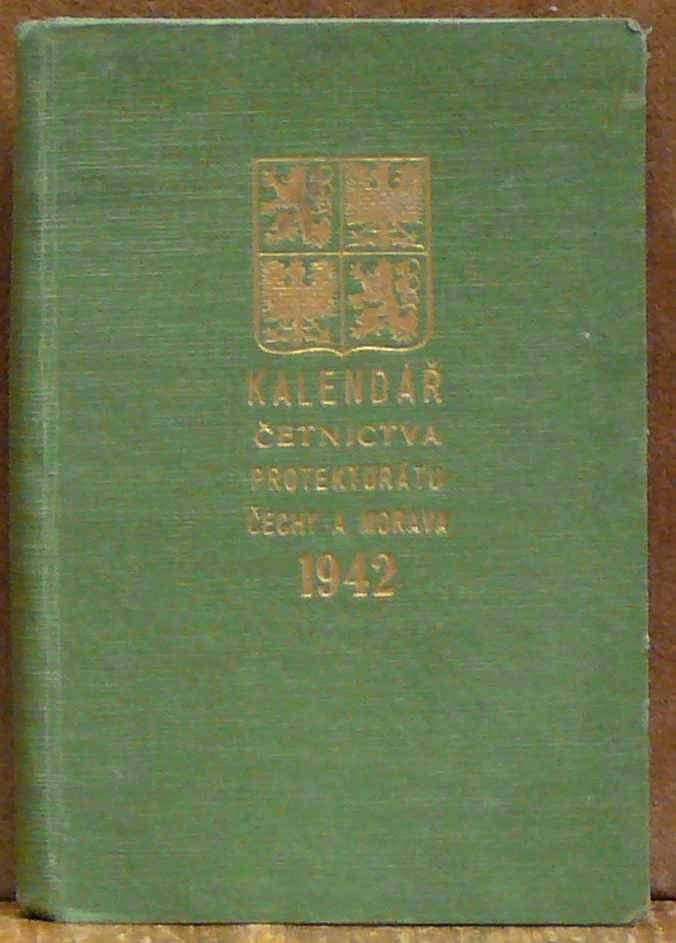 KALENDÁŘ
ČETNICTVA
PROTEKTORÁTU
ČECHY A MORAVA
1942